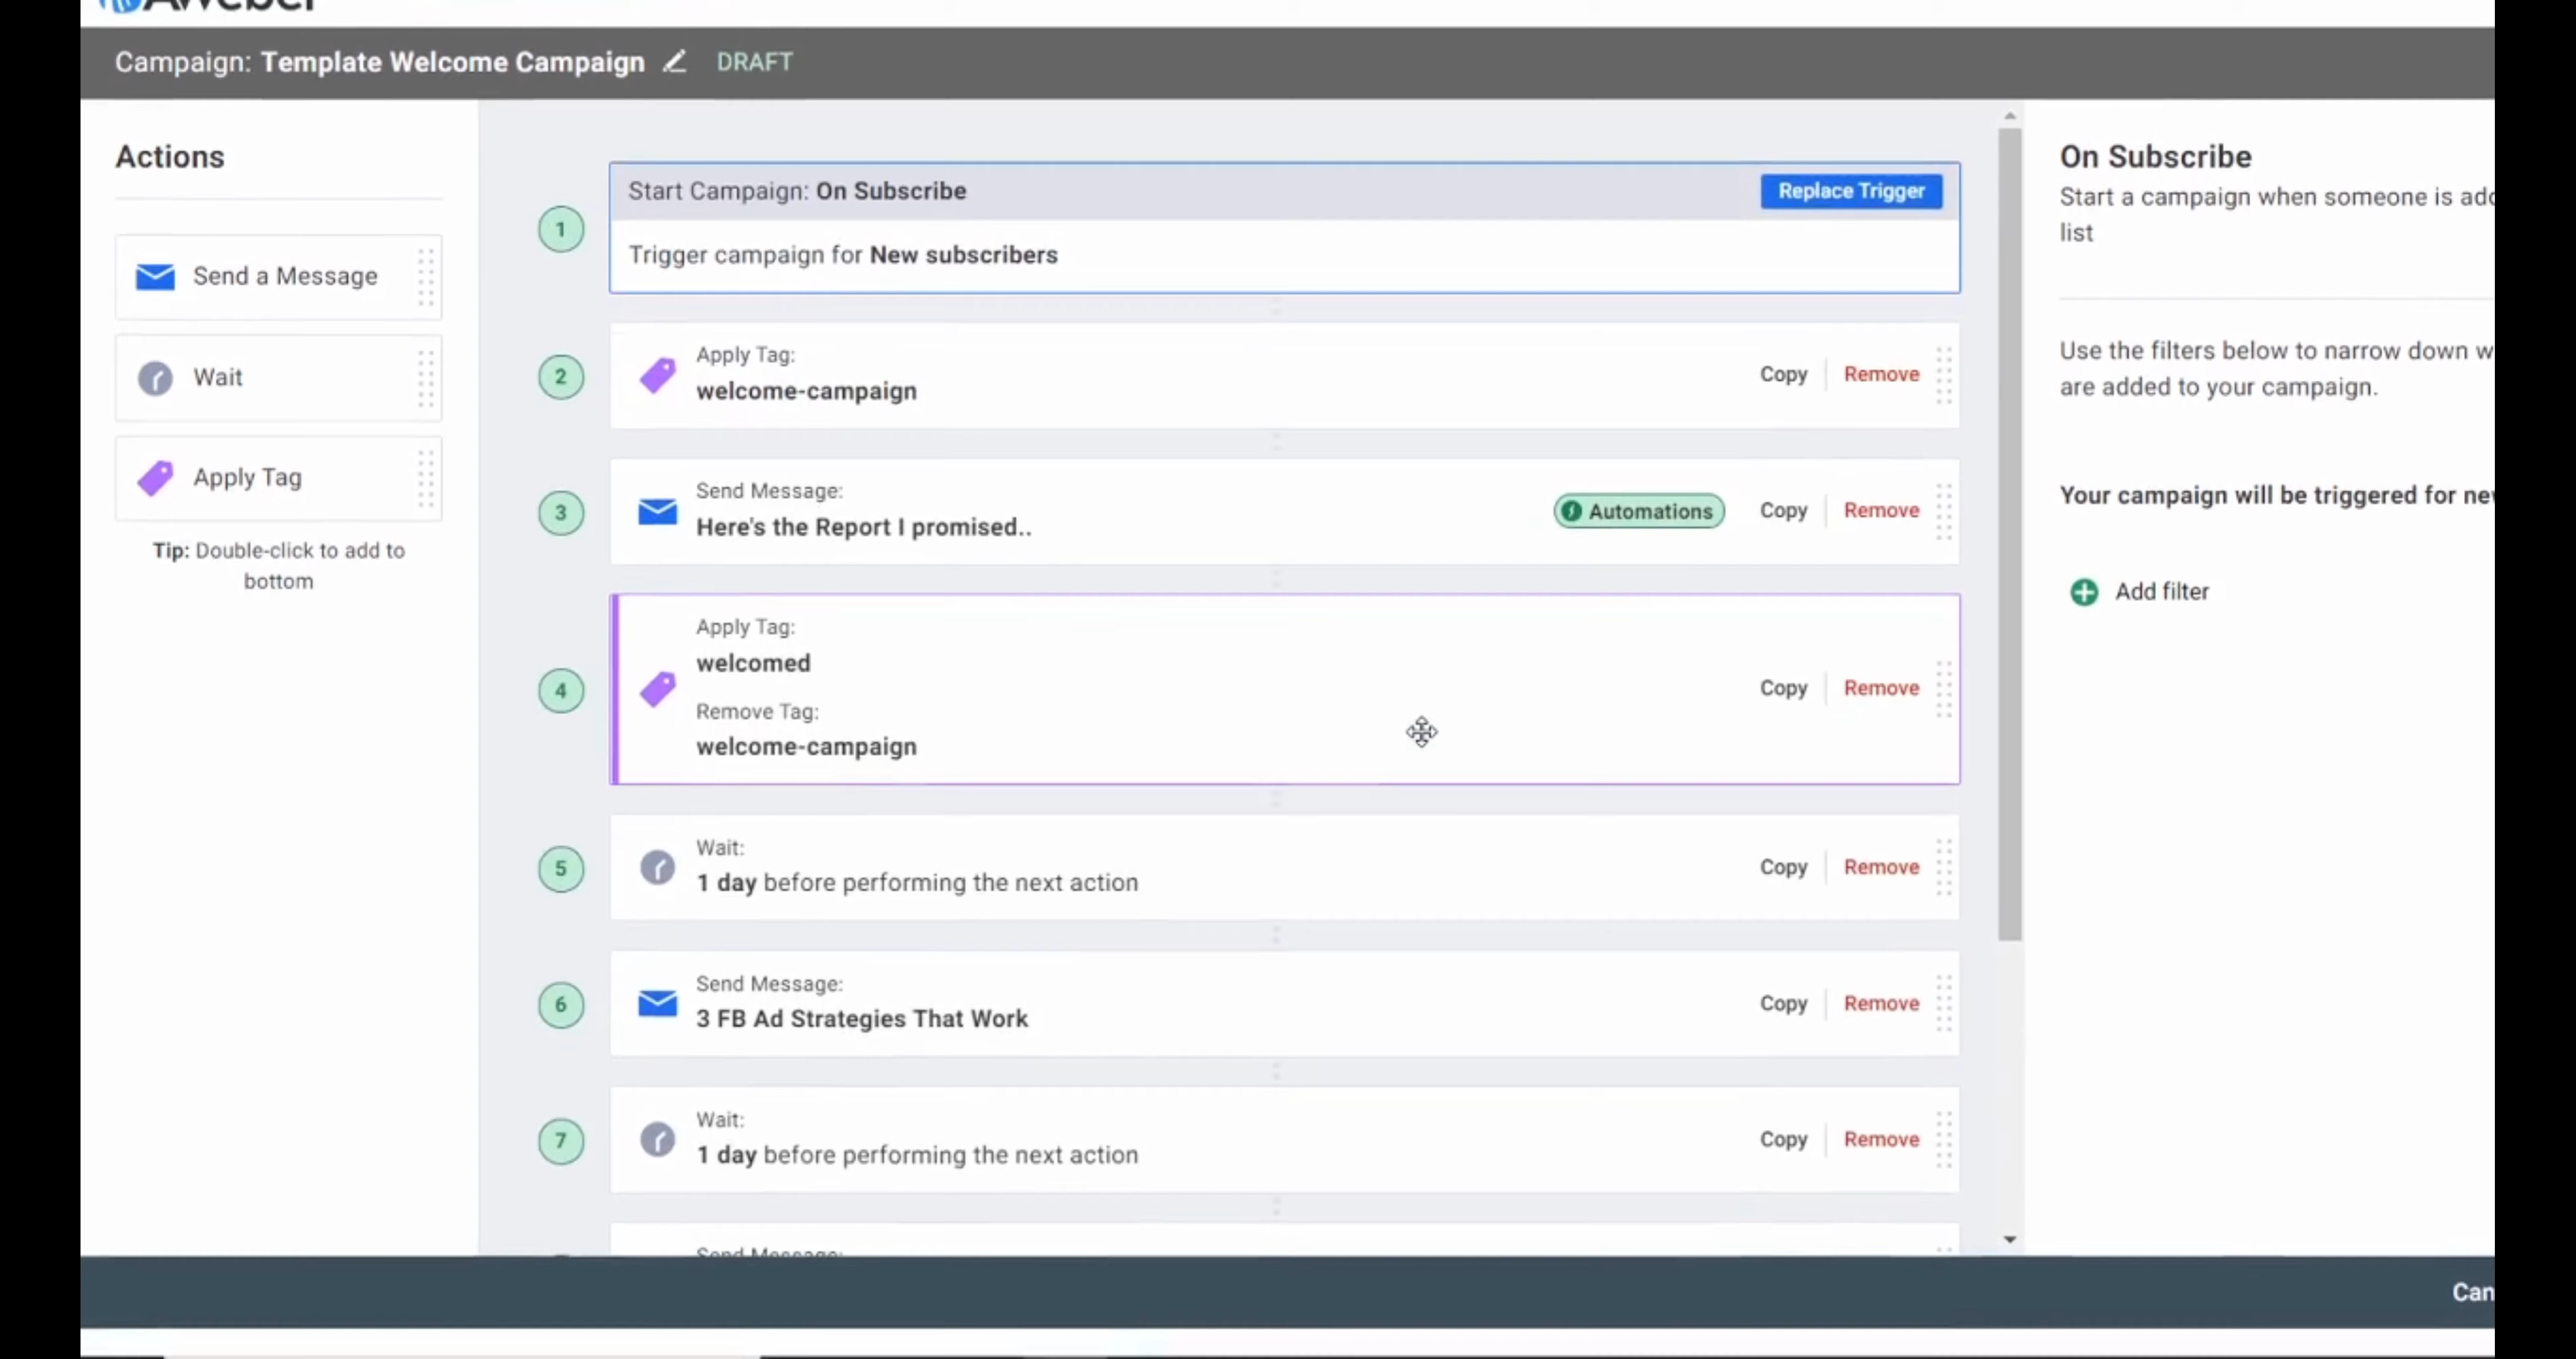 AWeber
Campaign: Template Welcome Campaign DRAFT
Actions
Send a Message
Wait
Apply Tag
Tip: Double-click to add to
bottom
1
Start Campaign: On Subscribe
Replace Trigger
Trigger campaign for New subscribers
2
Apply Tag:
welcome-campaign
Copy
Remove
3
Send Message:
Here's the Report I promised..
Automations
Copy
Remove
4
Apply Tag:
welcomed
Remove Tag:
welcome-campaign
Copy
Remove
5
Wait:
1 day before performing the next action
Copy
Remove
6
Send Message:
3 FB Ad Strategies That Work
Copy
Remove
7
Wait:
1 day before performing the next action
Copy
Remove
Send Message:
On Subscribe
Start a campaign when someone is
list
Use the filters below to narrow down
are added to your campaign.
Your campaign will be triggered for
Add filter